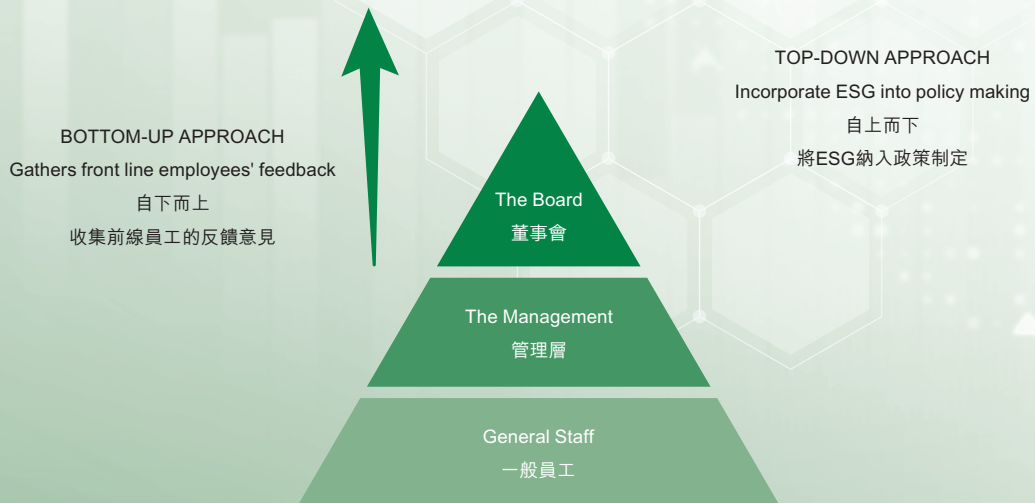 BOTTOM-UP APPROACH
Gathers front line employees' feedback
自下而上
收集前線員工的反饋意見
The Board
董事會
The Management
管理層
General Staff
一般員工
TOP-DOWN APPROACH
Incorporate ESG into policy making
自上而下
將ESG納入政策制定